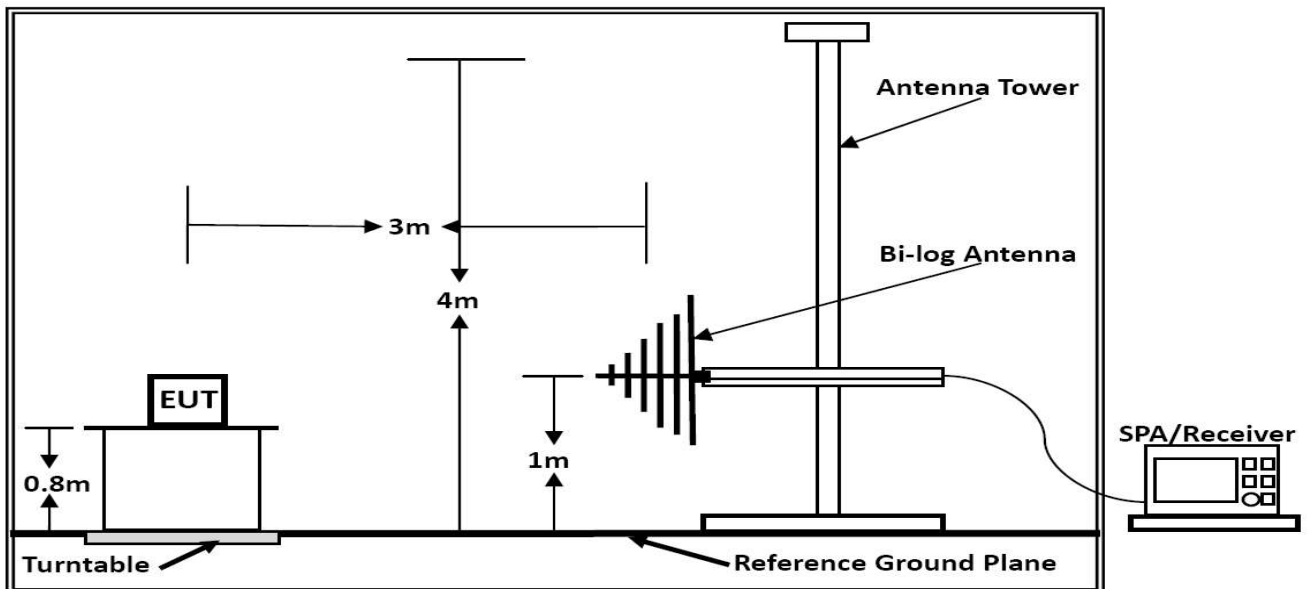 Antenna Tower
3m
Bi-log Antenna
4m
EUT
SPA/Receiver
1m
0.8m
Turntable
Reference Ground Plane